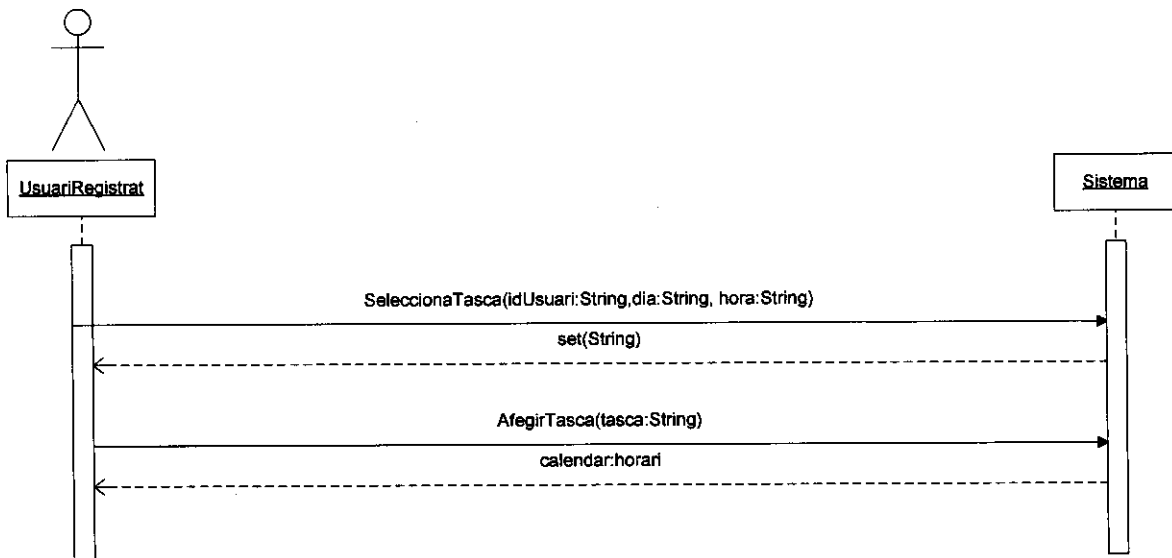 UsuariRegistrat
Sistema
SeleccionaTasca(idUsuari:String,dia:String, hora:String)
set(String)
AfegirTasca(tasca:String)
calendar:horari